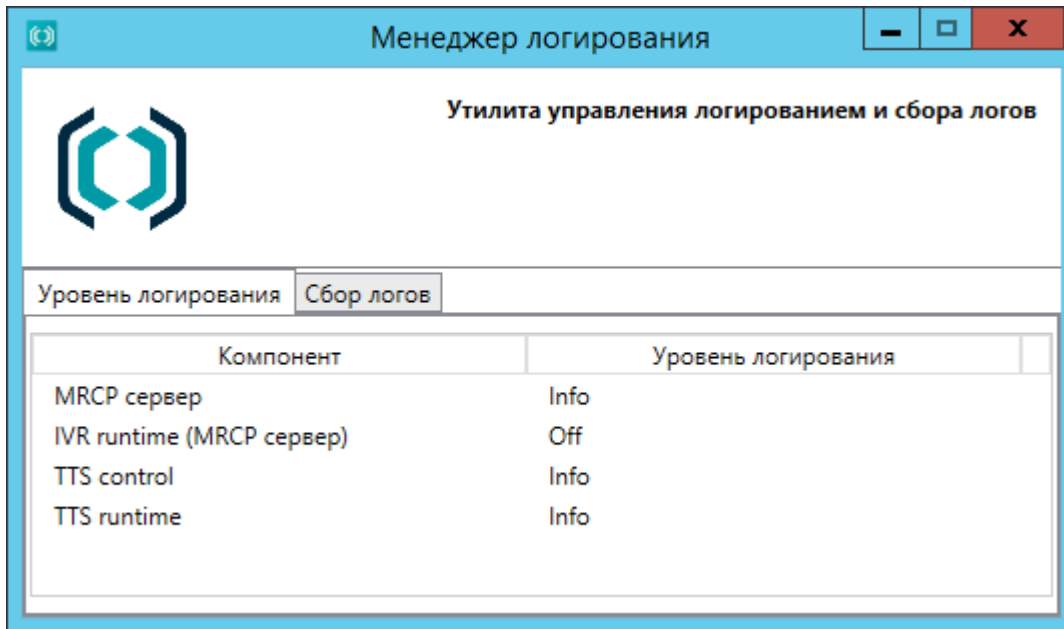 Менеджер логирования
Утилита управления логированием и сбора логов
Уровень логирования Сбор логов
Компонент Уровень логирования
MRCP сервер Info
IVR runtime (MRCP сервер) Off
TTS control Info
TTS runtime Info